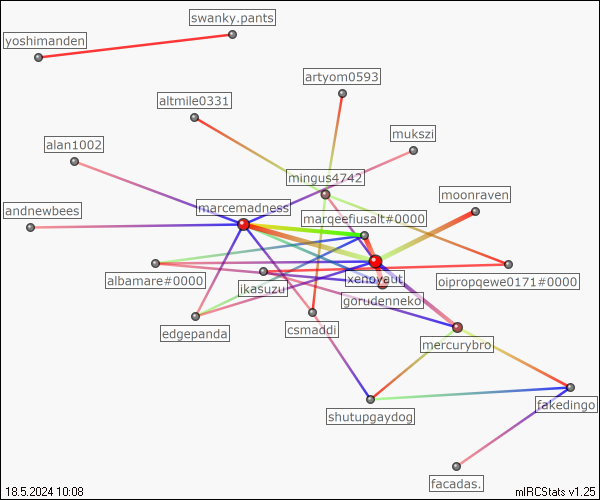 swanky.pants
yoshimanden
artyom0593
altmile0331
mukszi
alan1002
mingus4742
moonraven
marcemadness
andnewbees
marqeefiusalt#0000
xenoyaut
albamare#0000
oipropqewe0171#0000
ikasuzu
gorudenneko
edgepanda
csmaddi
mercurybro
fakedingo
shutupgaydog
facadas.
18.5.2024 10:08
mIRCStats v1.25